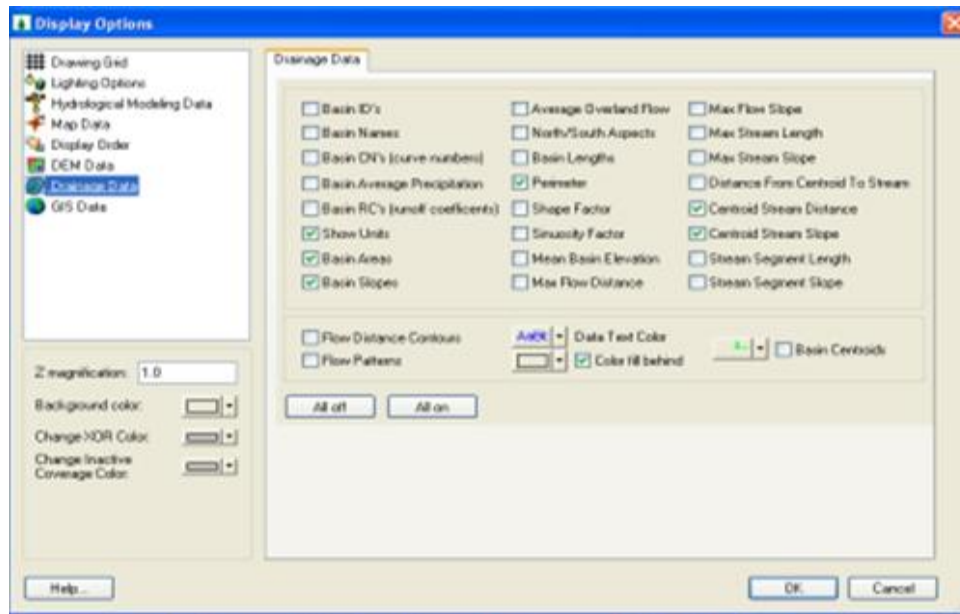 Display Options
Drawing Grid
Lighting Options
Hydrological Modeling Data
Map Data
Display Order
DEM Data
Drainage Data
GIS Data
Z magnification: 1.0
Background color:
Change XOR Color:
Change Inactive
Coverage Color:
Drainage Data
Basin ID's
Basin Names
Basin CN's (curve numbers)
Basin Average Precipitation
Basin RC's (runoff coefficents)
Show Units
Basin Areas
Basin Slopes
Average Overland Flow
North/South Aspects
Basin Lengths
Perimeter
Shape Factor
Sinuosity Factor
Mean Basin Elevation
Max Flow Distance
Max Flow Slope
Max Stream Length
Max Stream Slope
Distance From Centroid To Stream
Centroid Stream Distance
Centroid Stream Slope
Stream Segment Length
Stream Segment Slope
Flow Distance Contours
Flow Patterns
Data Text Color
Color fill behind
Basin Centroids
All off
All on
Help...
OK
Cancel